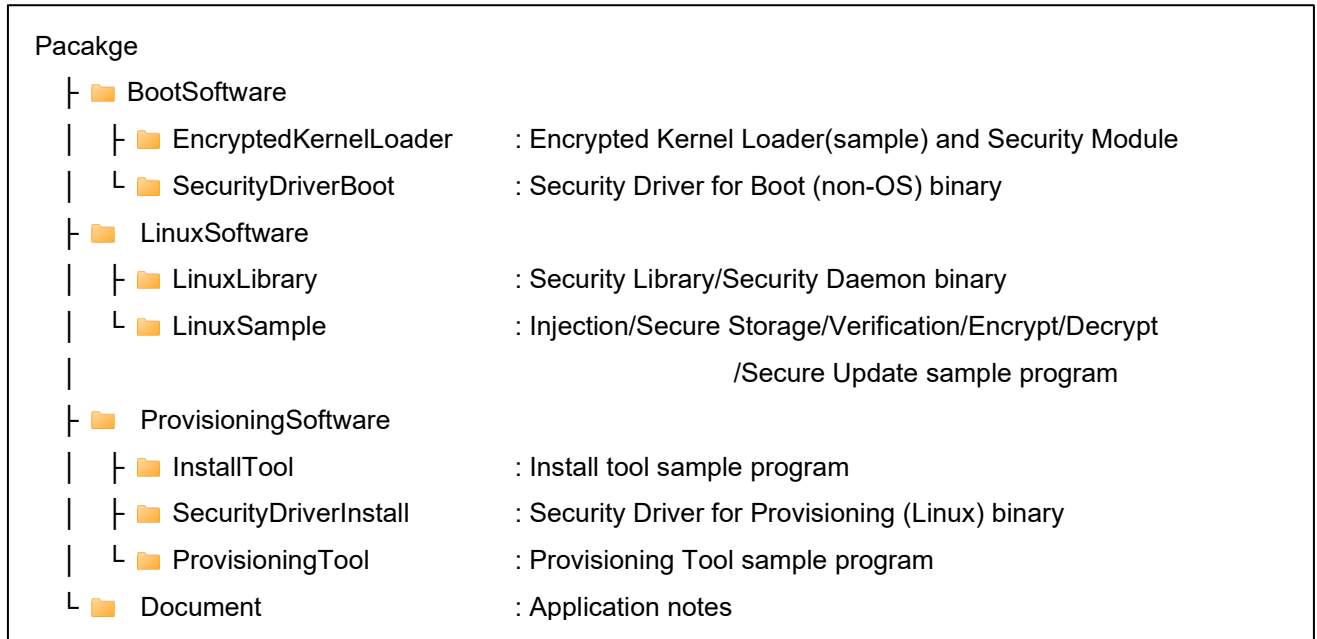 Pacakge
├ BootSoftware
│ ├ EncryptedKernelLoader : Encrypted Kernel Loader(sample) and Security Module
│ └ SecurityDriverBoot : Security Driver for Boot (non-OS) binary
├ LinuxSoftware
│ ├ LinuxLibrary : Security Library/Security Daemon binary
│ └ LinuxSample : Injection/Secure Storage/Verification/Encrypt/Decrypt
│ /Secure Update sample program
├ ProvisioningSoftware
│ ├ InstallTool : Install tool sample program
│ ├ SecurityDriverInstall : Security Driver for Provisioning (Linux) binary
│ └ ProvisioningTool : Provisioning Tool sample program
└ Document : Application notes